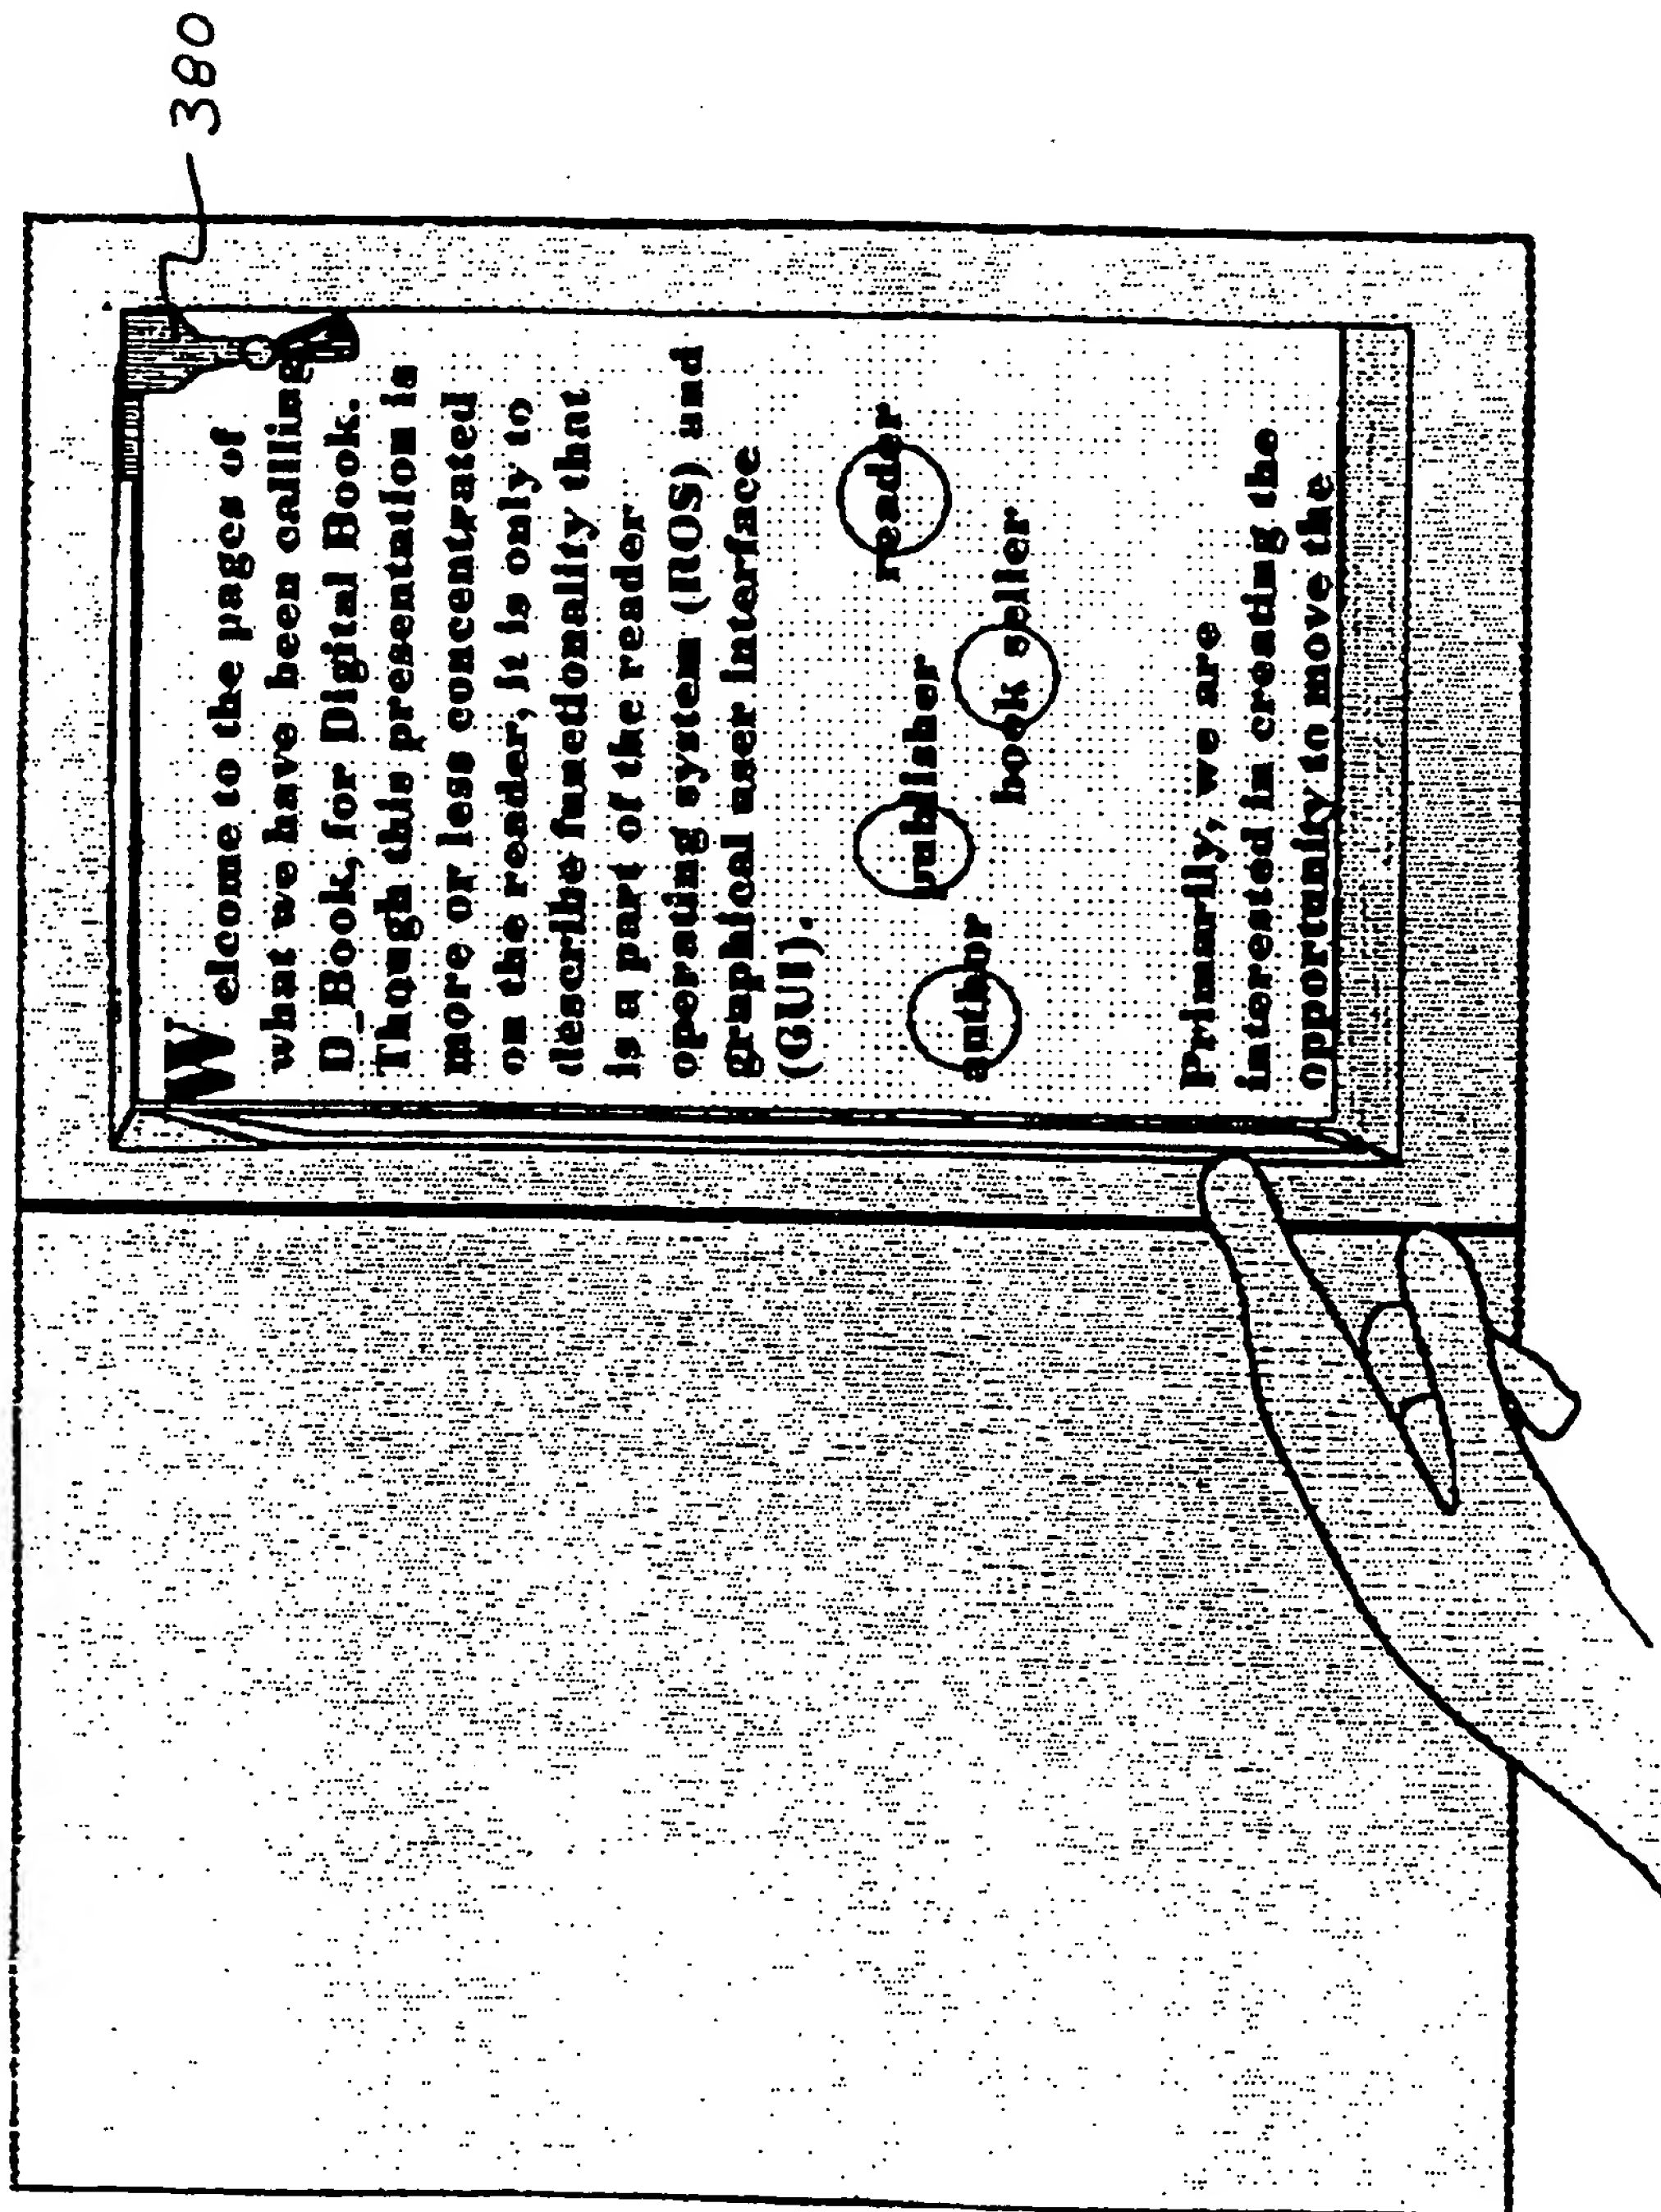 380
Welcome to the pages of
what we have been callling
D_Book, for Digital Book.
Though this presentation is
more or less concentrated
on the reader, it is only to
describe functionality that
is a part of the reader
operating system (ROS) and
graphical user interface
(GUI).
author publisher reader
book seller
Primarily, we are
interested in creating the
opportunity to move the